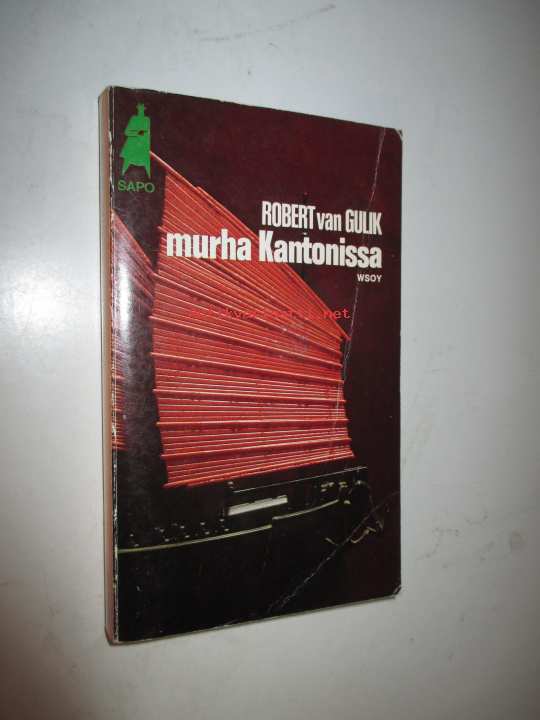 SAPO
ROBERT van GULIK
murha Kantonissa
WSOY